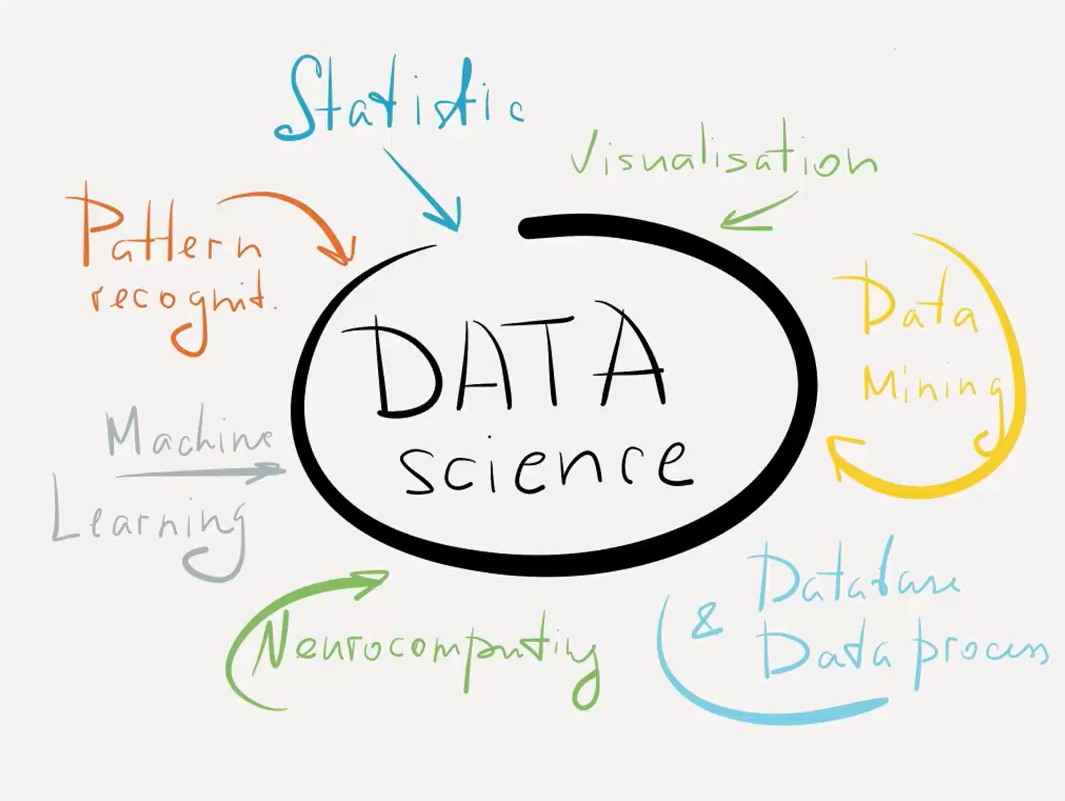 Statistic
Visualisation
Pattern
recognit.
Data
Mining
DATA
science
Machine
Learning
Neurocomputing
& Database
Data process